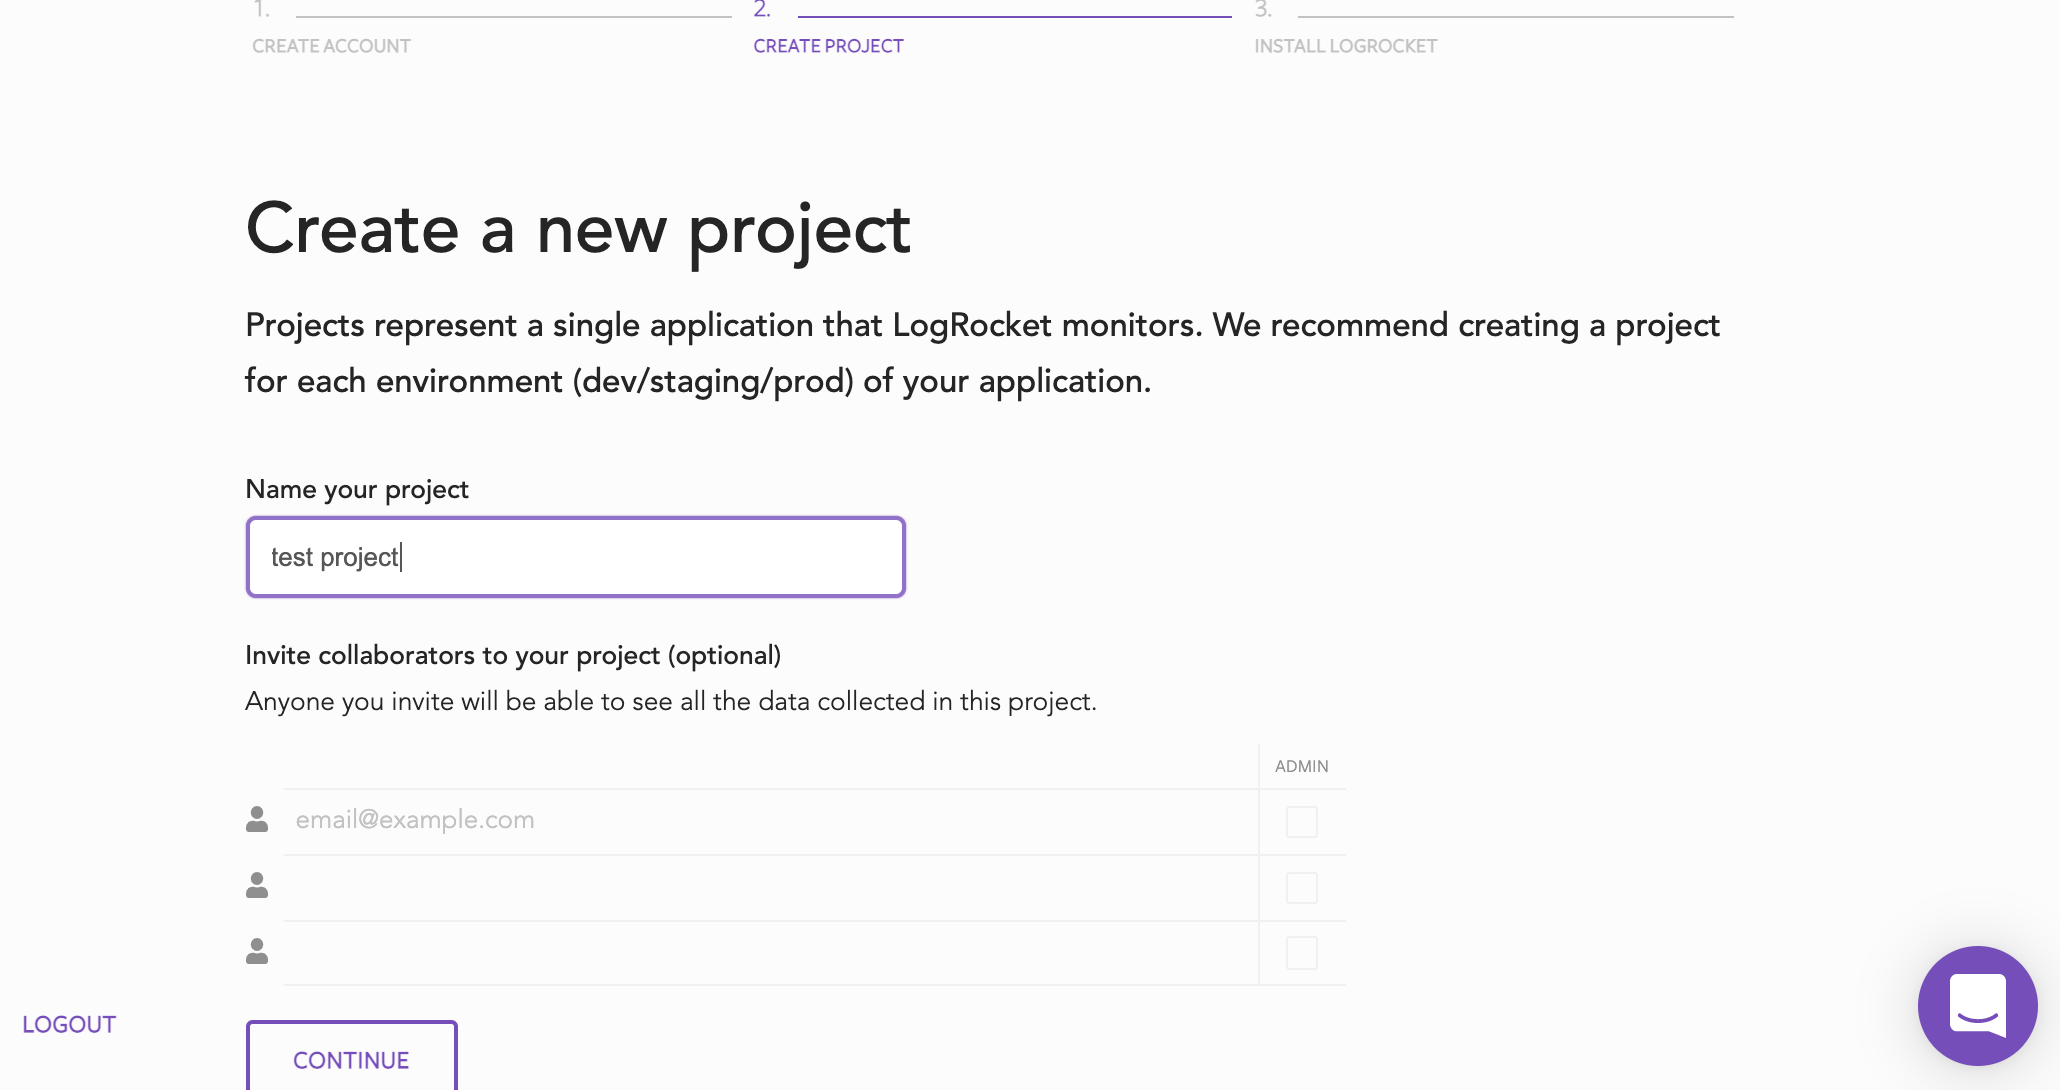 1.
2.
3.
CREATE ACCOUNT
CREATE PROJECT
INSTALL LOGROCKET
Create a new project
Projects represent a single application that LogRocket monitors. We recommend creating a project
for each environment (dev/staging/prod) of your application.
Name your project
test project
Invite collaborators to your project (optional)
Anyone you invite will be able to see all the data collected in this project.
ADMIN
email@example.com
LOGOUT
CONTINUE